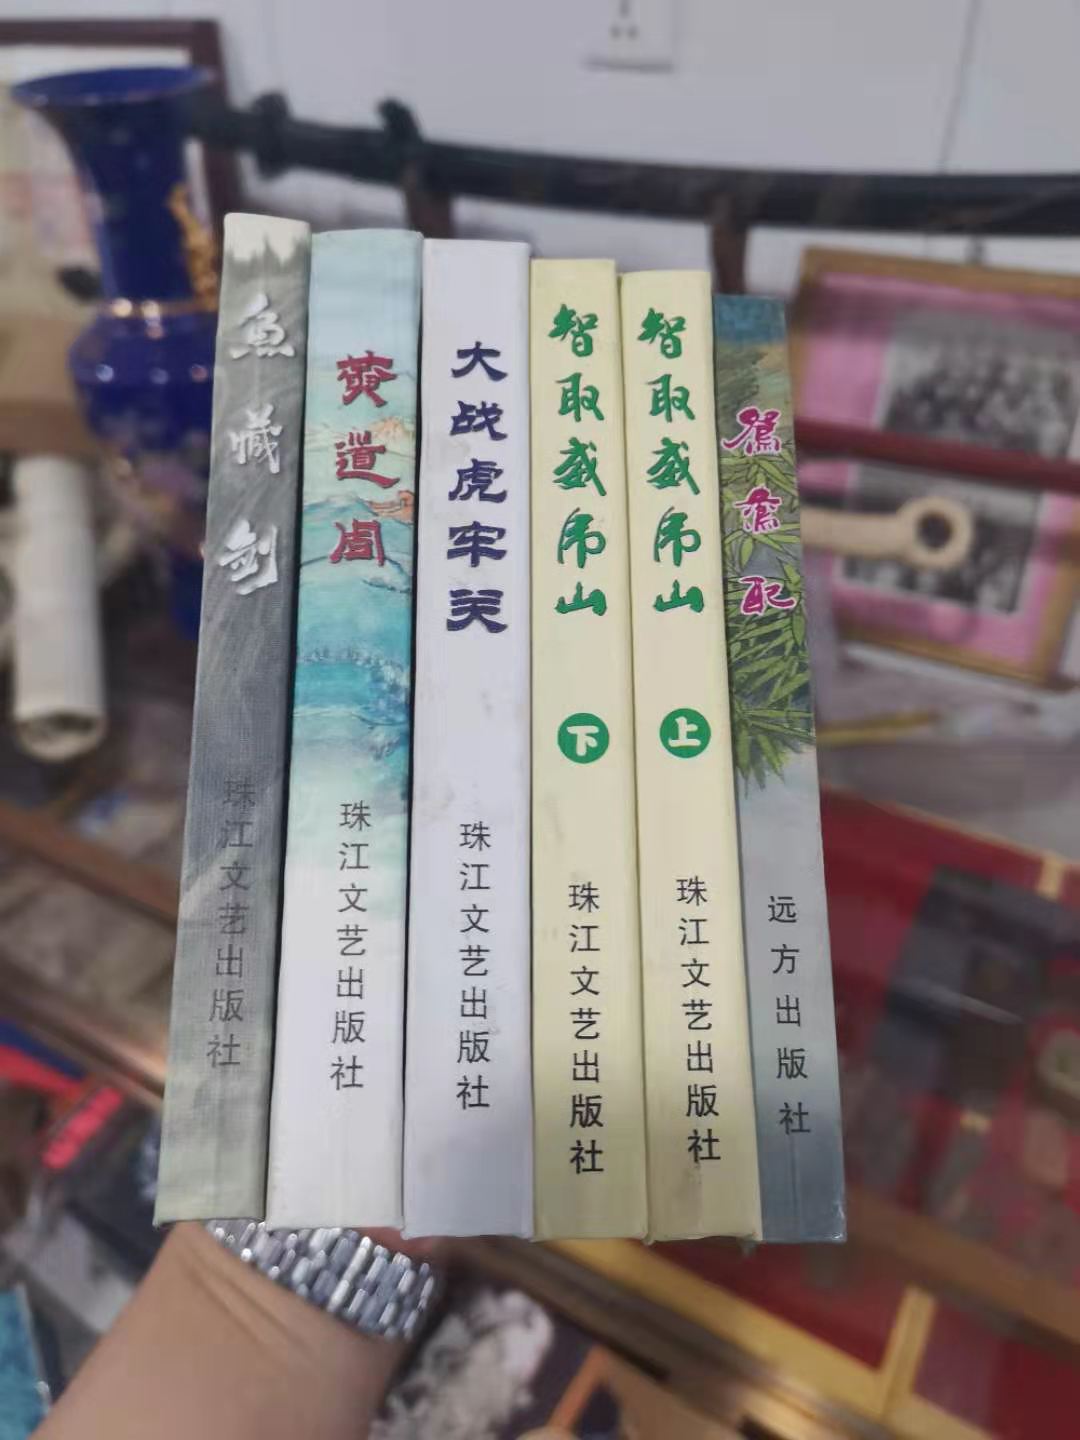 魚藏剑
珠江文艺出版社
黄道周
珠江文艺出版社
大战虎牢关
珠江文艺出版社
智取威虎山
下
珠江文艺出版社
智取威虎山
上
珠江文艺出版社
鸳鸯配
远方出版社